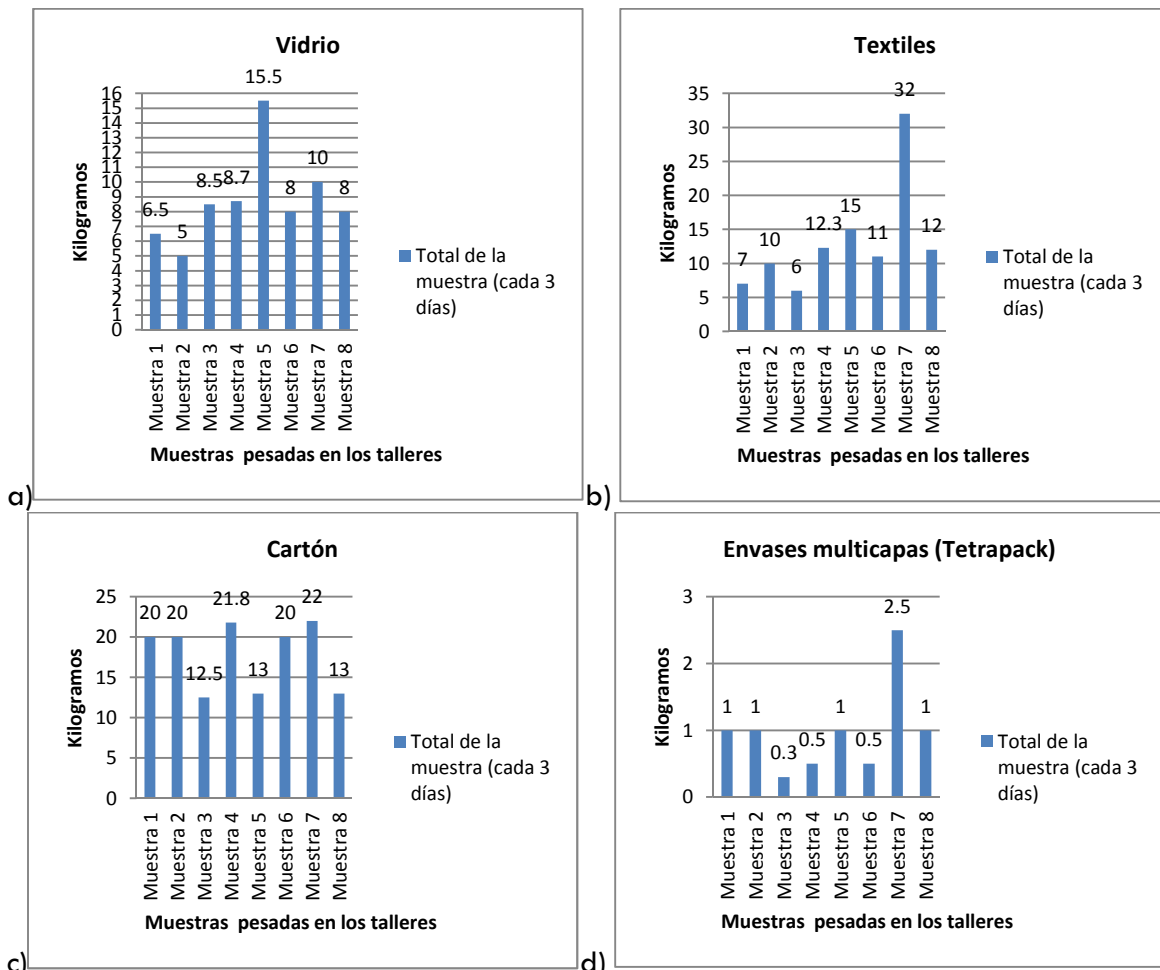 Vidrio
15.5
16
15
14
13
12
11
10
9
8
7
6
5
4
3
2
1
0
Kilogramos
6.5
5
8.5
8.7
8
10
8
Total de la
muestra (cada 3
días)
Muestra 1
Muestra 2
Muestra 3
Muestra 4
Muestra 5
Muestra 6
Muestra 7
Muestra 8
Muestras pesadas en los talleres
a)
Textiles
35
30
25
20
15
10
5
0
Kilogramos
7
10
6
12.3
15
11
32
12
Total de la
muestra (cada 3
días)
Muestra 1
Muestra 2
Muestra 3
Muestra 4
Muestra 5
Muestra 6
Muestra 7
Muestra 8
Muestras pesadas en los talleres
b)
Cartón
25
20
15
10
5
0
Kilogramos
20
20
12.5
21.8
13
20
22
13
Total de la
muestra (cada 3
días)
Muestra 1
Muestra 2
Muestra 3
Muestra 4
Muestra 5
Muestra 6
Muestra 7
Muestra 8
Muestras pesadas en los talleres
c)
Envases multicapas (Tetrapack)
3
2
1
0
Kilogramos
1
1
0.3
0.5
1
0.5
2.5
1
Total de la
muestra (cada 3
días)
Muestra 1
Muestra 2
Muestra 3
Muestra 4
Muestra 5
Muestra 6
Muestra 7
Muestra 8
Muestras pesadas en los talleres
d)